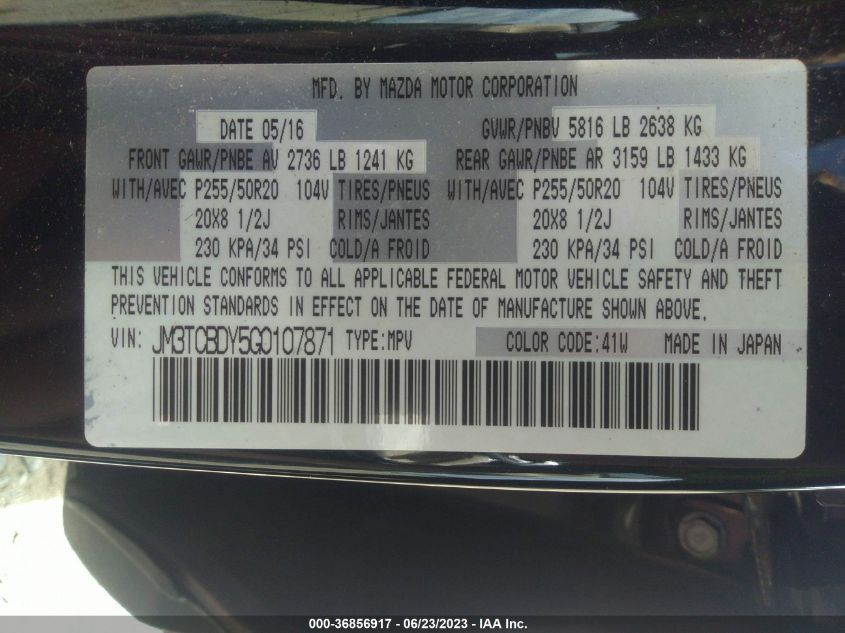 MFD. BY MAZDA MOTOR CORPORATION
DATE 05/16 GVWR/PNBV 5816 LB 2638 KG
FRONT GAWR/PNBE AV 2736 LB 1241 KG REAR GAWR/PNBE AR 3159 LB 1433 KG
WITH/AVEC P255/50R20 104V TIRES/PNEUS WITH/AVEC P255/50R20 104V TIRES/PNEUS
20X8 1/2J RIMS/JANTES 20X8 1/2J RIMS/JANTES
230 KPA/34 PSI COLD/A FROID 230 KPA/34 PSI COLD/A FROID
THIS VEHICLE CONFORMS TO ALL APPLICABLE FEDERAL MOTOR VEHICLE SAFETY AND THEFT
PREVENTION STANDARDS IN EFFECT ON THE DATE OF MANUFACTURE SHOWN ABOVE.
VIN: JM3TCBDY5G0107871 TYPE:MPV COLOR CODE:41W MADE IN JAPAN
000-36856917 - 06/23/2023 - IAA Inc.